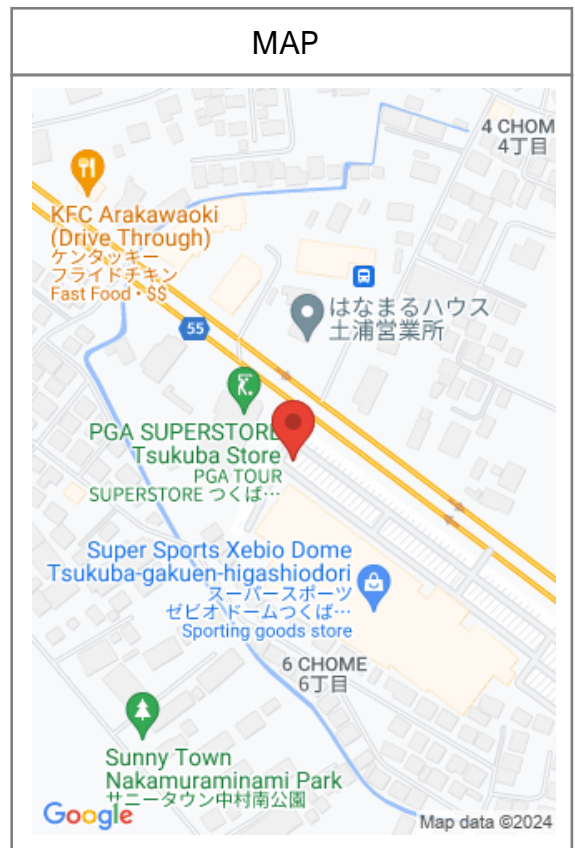 MAP
4 CHOM
4丁目
KFC Arakawaoki
(Drive Through)
ケンタッキー
フライドチキン
Fast Food • $$
はなまるハウス
土浦営業所
55
PGA SUPERSTORE
Tsukuba Store
PGA TOUR
SUPERSTORE つくば…
Super Sports Xebio Dome
Tsukuba-gakuen-higashiodori
スーパースポーツ
ゼビオ ドームつくば…
Sporting goods store
6 CHOME
6丁目
Sunny Town
Nakamuraminami Park
サニータウン中村南公園
Google
Map data ©2024